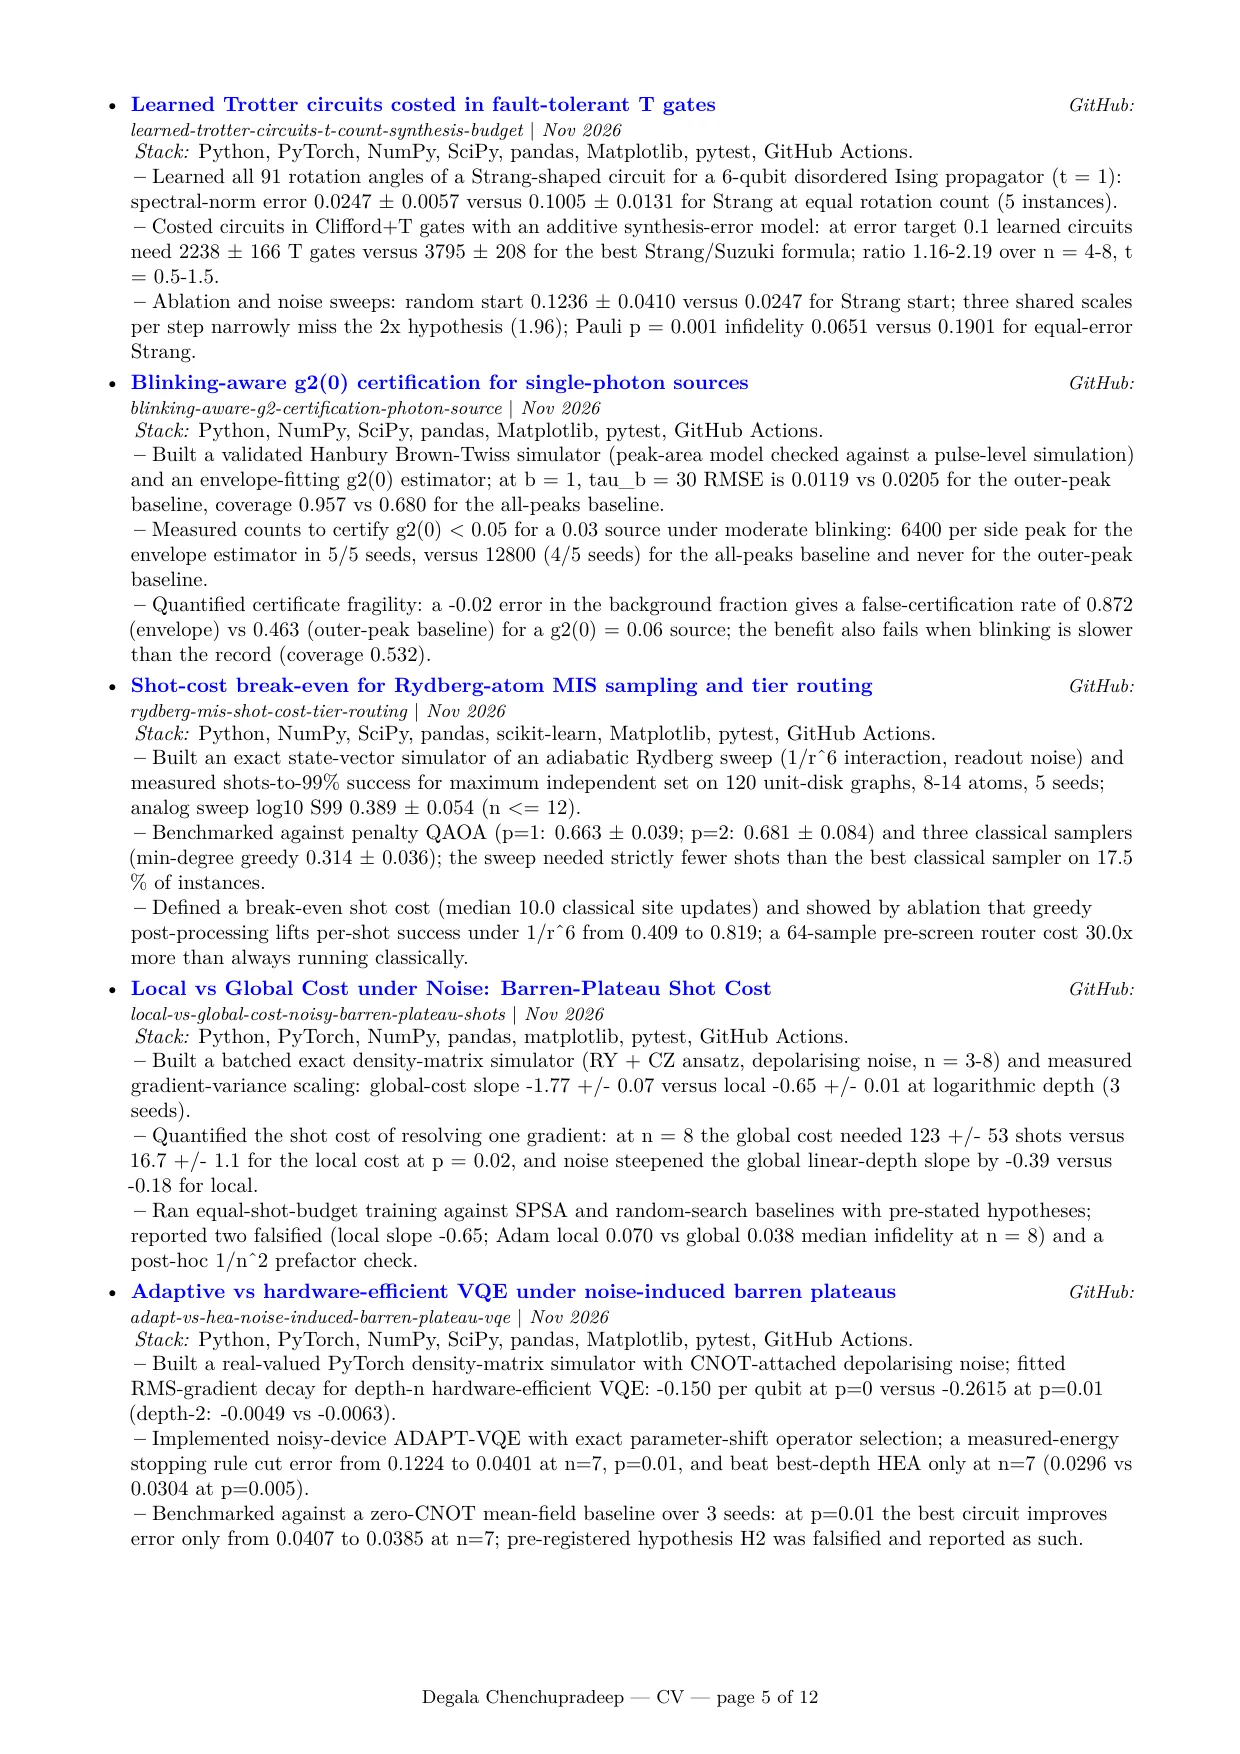 • Learned Trotter circuits costed in fault-tolerant T gates GitHub:
learned-trotter-circuits-t-count-synthesis-budget | Nov 2026
Stack: Python, PyTorch, NumPy, SciPy, pandas, Matplotlib, pytest, GitHub Actions.
– Learned all 91 rotation angles of a Strang-shaped circuit for a 6-qubit disordered Ising propagator (t = 1):
spectral-norm error 0.0247 ± 0.0057 versus 0.1005 ± 0.0131 for Strang at equal rotation count (5 instances).
– Costed circuits in Clifford+T gates with an additive synthesis-error model: at error target 0.1 learned circuits
need 2238 ± 166 T gates versus 3795 ± 208 for the best Strang/Suzuki formula; ratio 1.16-2.19 over n = 4-8, t
= 0.5-1.5.
– Ablation and noise sweeps: random start 0.1236 ± 0.0410 versus 0.0247 for Strang start; three shared scales
per step narrowly miss the 2x hypothesis (1.96); Pauli p = 0.001 infidelity 0.0651 versus 0.1901 for equal-error
Strang.
• Blinking-aware g2(0) certification for single-photon sources GitHub:
blinking-aware-g2-certification-photon-source | Nov 2026
Stack: Python, NumPy, SciPy, pandas, Matplotlib, pytest, GitHub Actions.
– Built a validated Hanbury Brown-Twiss simulator (peak-area model checked against a pulse-level simulation)
and an envelope-fitting g2(0) estimator; at b = 1, tau_b = 30 RMSE is 0.0119 vs 0.0205 for the outer-peak
baseline, coverage 0.957 vs 0.680 for the all-peaks baseline.
– Measured counts to certify g2(0) < 0.05 for a 0.03 source under moderate blinking: 6400 per side peak for the
envelope estimator in 5/5 seeds, versus 12800 (4/5 seeds) for the all-peaks baseline and never for the outer-peak
baseline.
– Quantified certificate fragility: a -0.02 error in the background fraction gives a false-certification rate of 0.872
(envelope) vs 0.463 (outer-peak baseline) for a g2(0) = 0.06 source; the benefit also fails when blinking is slower
than the record (coverage 0.532).
• Shot-cost break-even for Rydberg-atom MIS sampling and tier routing GitHub:
rydberg-mis-shot-cost-tier-routing | Nov 2026
Stack: Python, NumPy, SciPy, pandas, scikit-learn, Matplotlib, pytest, GitHub Actions.
– Built an exact state-vector simulator of an adiabatic Rydberg sweep (1/r^6 interaction, readout noise) and
measured shots-to-99% success for maximum independent set on 120 unit-disk graphs, 8-14 atoms, 5 seeds;
analog sweep log10 S99 0.389 ± 0.054 (n <= 12).
– Benchmarked against penalty QAOA (p=1: 0.663 ± 0.039; p=2: 0.681 ± 0.084) and three classical samplers
(min-degree greedy 0.314 ± 0.036); the sweep needed strictly fewer shots than the best classical sampler on 17.5
% of instances.
– Defined a break-even shot cost (median 10.0 classical site updates) and showed by ablation that greedy
post-processing lifts per-shot success under 1/r^6 from 0.409 to 0.819; a 64-sample pre-screen router cost 30.0x
more than always running classically.
• Local vs Global Cost under Noise: Barren-Plateau Shot Cost GitHub:
local-vs-global-cost-noisy-barren-plateau-shots | Nov 2026
Stack: Python, PyTorch, NumPy, pandas, matplotlib, pytest, GitHub Actions.
– Built a batched exact density-matrix simulator (RY + CZ ansatz, depolarising noise, n = 3-8) and measured
gradient-variance scaling: global-cost slope -1.77 +/- 0.07 versus local -0.65 +/- 0.01 at logarithmic depth (3
seeds).
– Quantified the shot cost of resolving one gradient: at n = 8 the global cost needed 123 +/- 53 shots versus
16.7 +/- 1.1 for the local cost at p = 0.02, and noise steepened the global linear-depth slope by -0.39 versus
-0.18 for local.
– Ran equal-shot-budget training against SPSA and random-search baselines with pre-stated hypotheses;
reported two falsified (local slope -0.65; Adam local 0.070 vs global 0.038 median infidelity at n = 8) and a
post-hoc 1/n^2 prefactor check.
• Adaptive vs hardware-efficient VQE under noise-induced barren plateaus GitHub:
adapt-vs-hea-noise-induced-barren-plateau-vqe | Nov 2026
Stack: Python, PyTorch, NumPy, SciPy, pandas, Matplotlib, pytest, GitHub Actions.
– Built a real-valued PyTorch density-matrix simulator with CNOT-attached depolarising noise; fitted
RMS-gradient decay for depth-n hardware-efficient VQE: -0.150 per qubit at p=0 versus -0.2615 at p=0.01
(depth-2: -0.0049 vs -0.0063).
– Implemented noisy-device ADAPT-VQE with exact parameter-shift operator selection; a measured-energy
stopping rule cut error from 0.1224 to 0.0401 at n=7, p=0.01, and beat best-depth HEA only at n=7 (0.0296 vs
0.0304 at p=0.005).
– Benchmarked against a zero-CNOT mean-field baseline over 3 seeds: at p=0.01 the best circuit improves
error only from 0.0407 to 0.0385 at n=7; pre-registered hypothesis H2 was falsified and reported as such.
Degala Chenchupradeep — CV — page 5 of 12